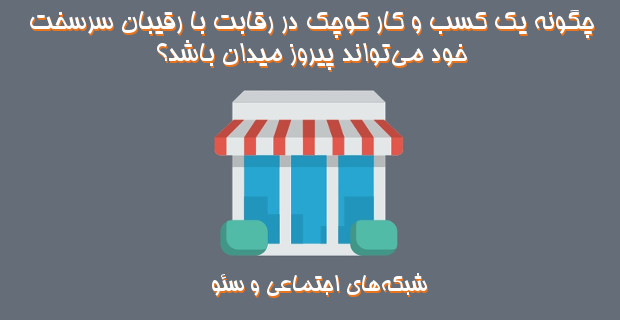 چگونه یک کسب و کار کوچک در رقابت با رقیبان سرسخت
خود می‌تواند پیروز میدان باشد؟
شبکه‌های اجتماعی و سئو